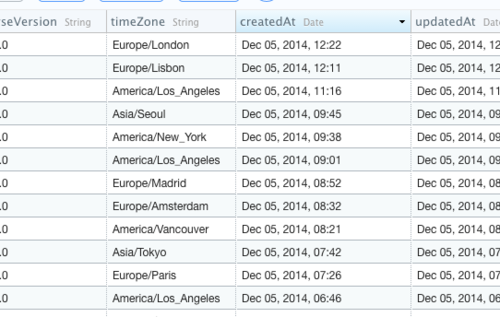 rseVersion String timeZone String createdAt Date updatedAt Date
.0 Europe/London Dec 05, 2014, 12:22 Dec 05, 2014, 12
.0 Europe/Lisbon Dec 05, 2014, 12:11 Dec 05, 2014, 12
.0 America/Los_Angeles Dec 05, 2014, 11:16 Dec 05, 2014, 11
.0 Asia/Seoul Dec 05, 2014, 09:45 Dec 05, 2014, 09
.0 America/New_York Dec 05, 2014, 09:38 Dec 05, 2014, 09
.0 America/Los_Angeles Dec 05, 2014, 09:01 Dec 05, 2014, 09
.0 Europe/Madrid Dec 05, 2014, 08:52 Dec 05, 2014, 08
.0 Europe/Amsterdam Dec 05, 2014, 08:32 Dec 05, 2014, 08
.0 America/Vancouver Dec 05, 2014, 08:21 Dec 05, 2014, 08
.0 Asia/Tokyo Dec 05, 2014, 07:42 Dec 05, 2014, 07
.0 Europe/Paris Dec 05, 2014, 07:26 Dec 05, 2014, 07
.0 America/Los_Angeles Dec 05, 2014, 06:46 Dec 05, 2014, 06